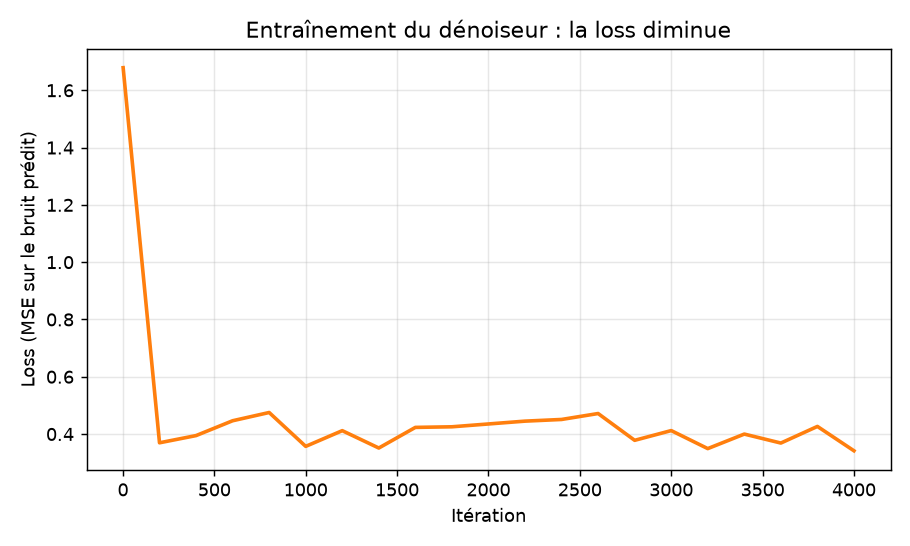 Entraînement du dénoiseur : la loss diminue
Loss (MSE sur le bruit prédit)
1.6
1.4
1.2
1.0
0.8
0.6
0.4
0 500 1000 1500 2000 2500 3000 3500 4000
Itération